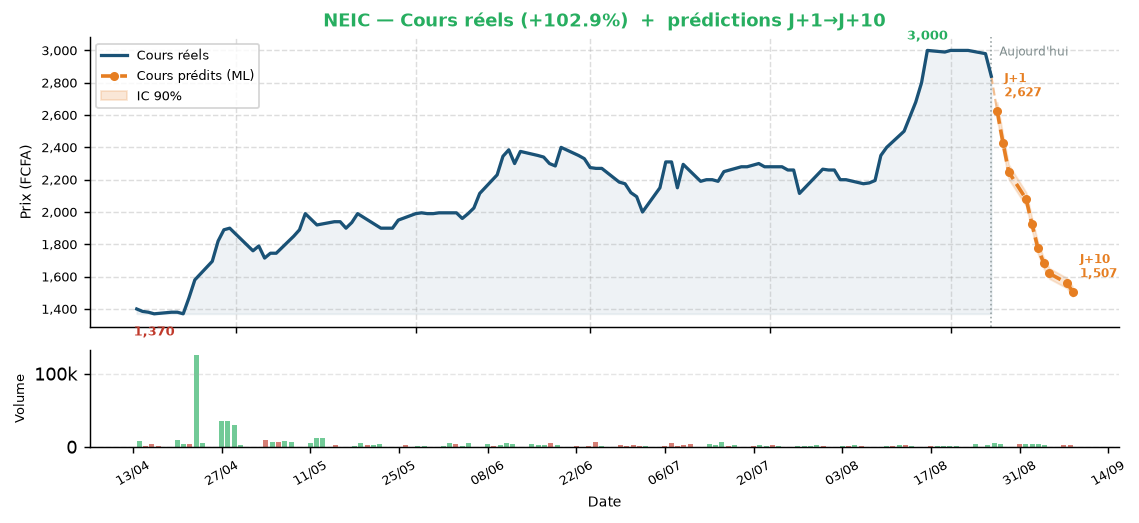 NEIC — Cours réels (+102.9%)  +  prédictions J+1→J+10
Cours réels
Cours prédits (ML)
IC 90%
3,000
Aujourd'hui
J+1
2,627
J+10
1,507
1,370
Prix (FCFA)
3,000
2,800
2,600
2,400
2,200
2,000
1,800
1,600
1,400
Volume
100k
0
13/04
27/04
11/05
25/05
08/06
22/06
06/07
20/07
03/08
17/08
31/08
14/09
Date